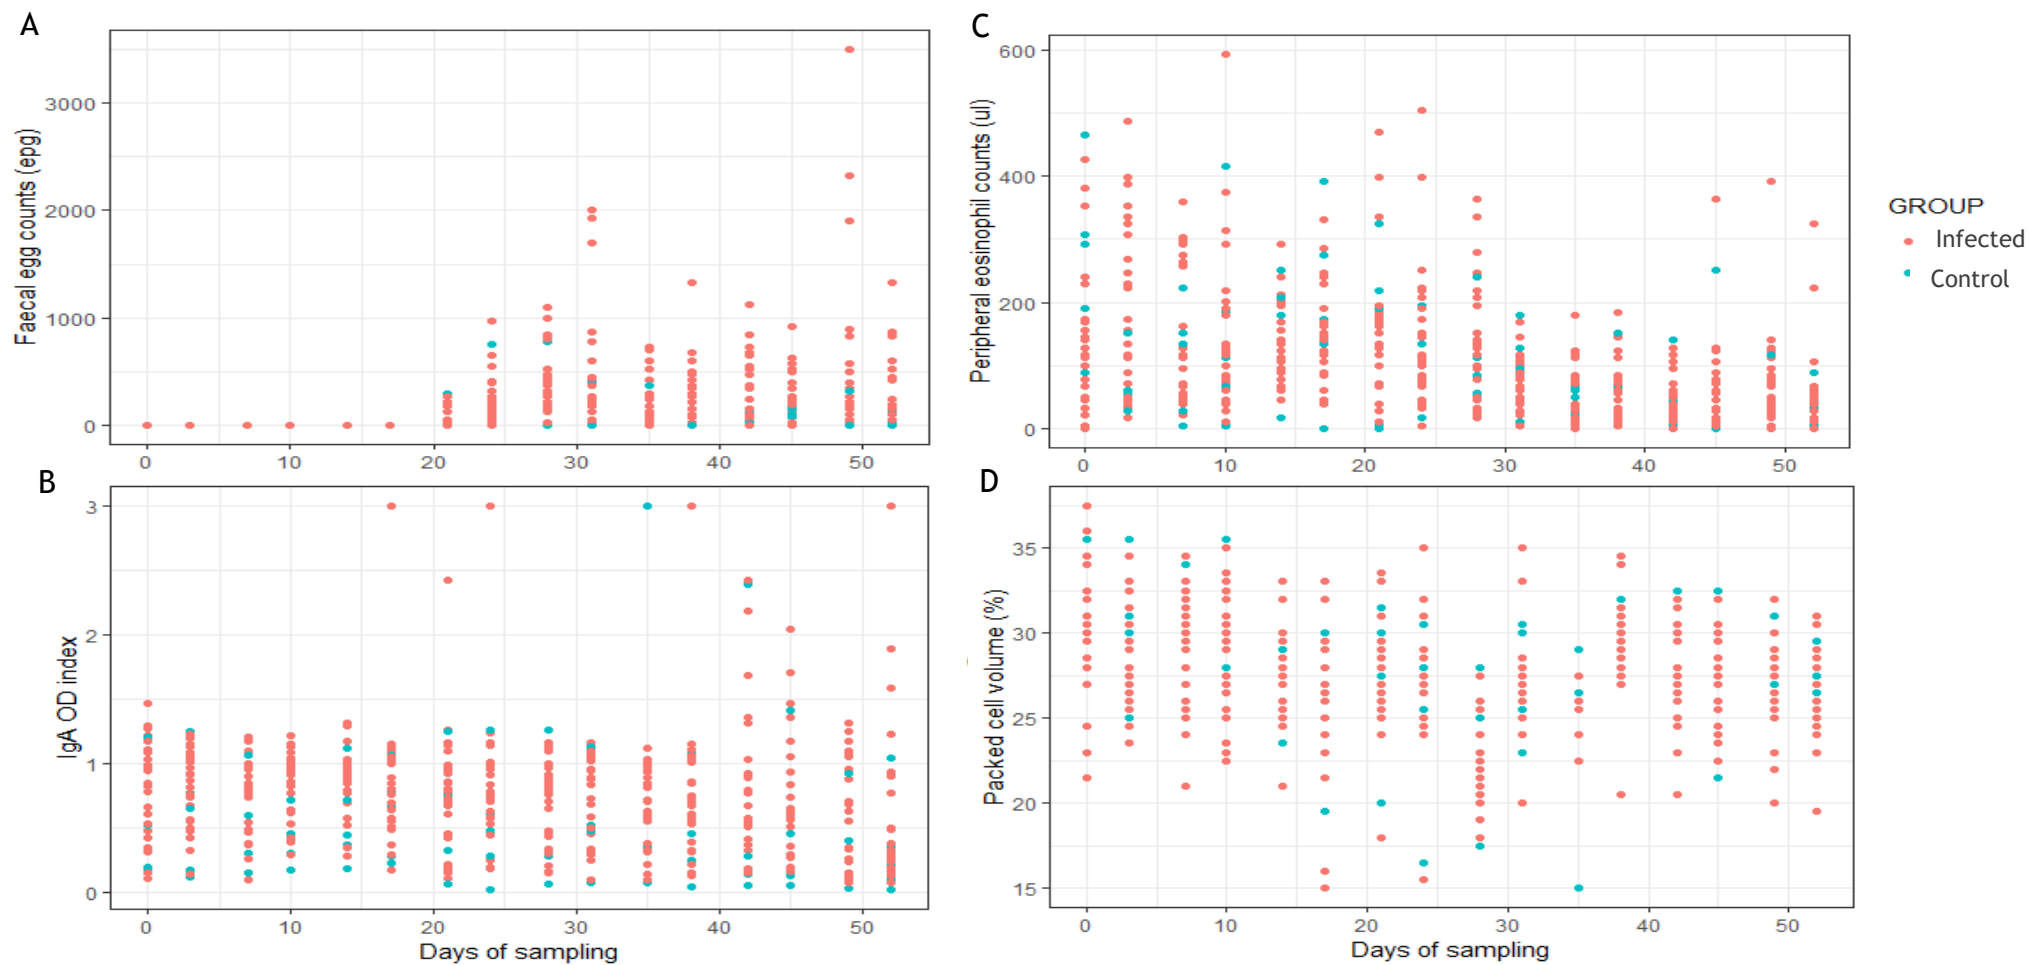 A
Faecal egg counts (epg)
3000
2000
1000
0
0 10 20 30 40 50
B
IgA OD index
3
2
1
0
0 10 20 30 40 50
Days of sampling
C
Peripheral eosinophil counts (ul)
600
400
200
0
0 10 20 30 40 50
D
Packed cell volume (%)
35
30
25
20
15
0 10 20 30 40 50
Days of sampling
GROUP
Infected
Control